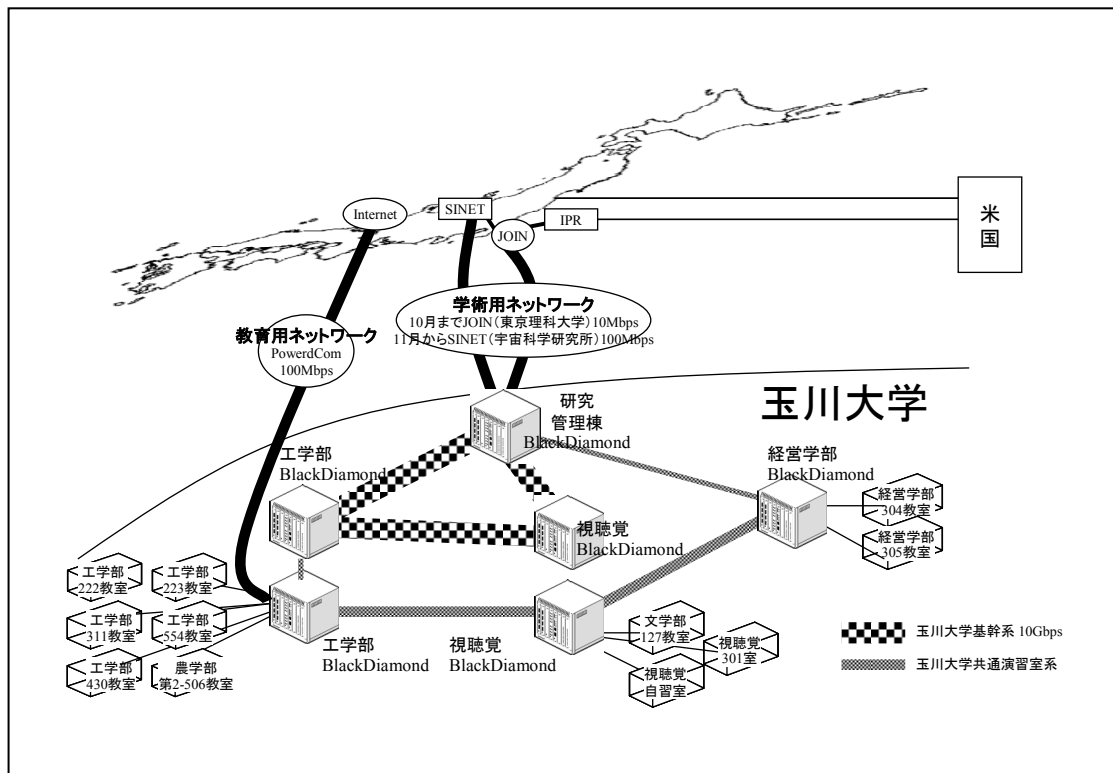 Internet
SINET
JOIN
IPR
米国
学術用ネットワーク
10月までJOIN（東京理科大学）10Mbps
11月からSINET（宇宙科学研究所）100Mbps
教育用ネットワーク
PowerdCom
100Mbps
玉川大学
研究
管理棟
BlackDiamond
工学部
BlackDiamond
経営学部
BlackDiamond
視聴覚
BlackDiamond
経営学部
304教室
経営学部
305教室
工学部
222教室
工学部
223教室
工学部
311教室
工学部
554教室
工学部
430教室
農学部
第2-506教室
工学部
BlackDiamond
視聴覚
BlackDiamond
文学部
127教室
視聴覚
301室
視聴覚
自習室
玉川大学基幹系 10Gbps
玉川大学共通演習室系